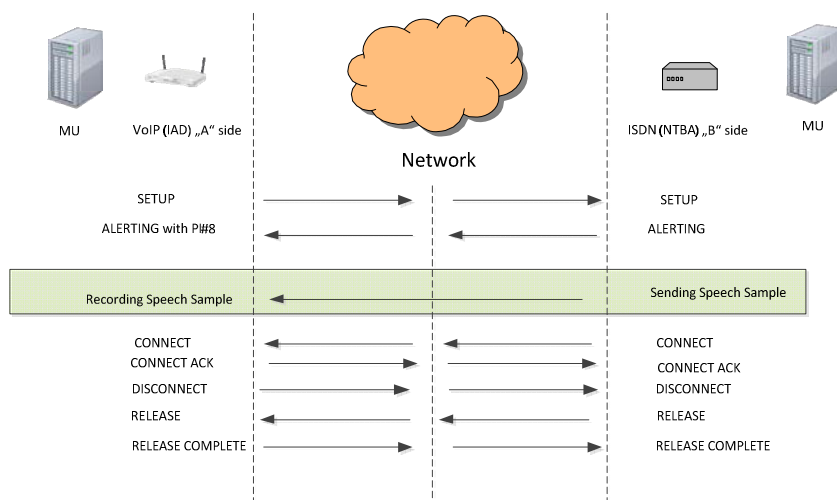 MU
VoIP (IAD) „A“ side
ISDN (NTBA) „B“ side
MU
Network
SETUP
SETUP
ALERTING with PI#8
ALERTING
Recording Speech Sample
Sending Speech Sample
CONNECT
CONNECT
CONNECT ACK
CONNECT ACK
DISCONNECT
DISCONNECT
RELEASE
RELEASE
RELEASE COMPLETE
RELEASE COMPLETE